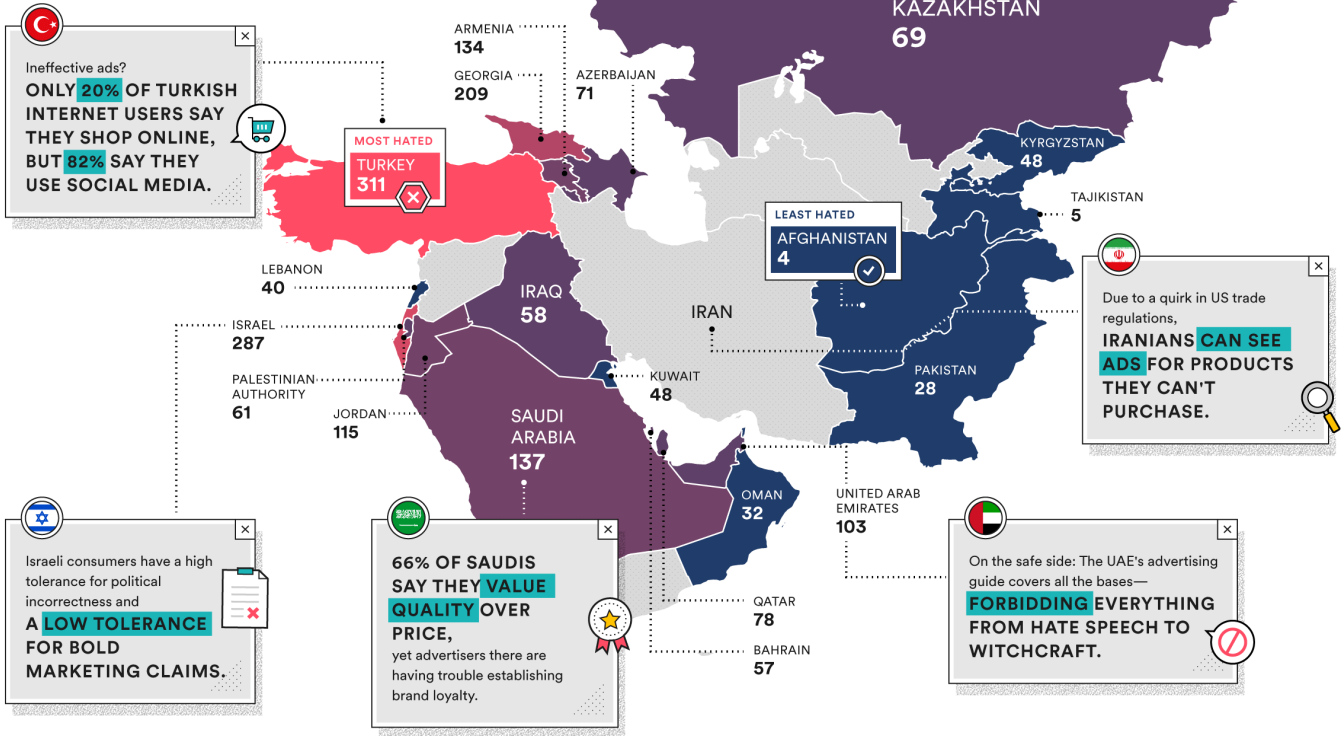 KAZAKHSTAN
69
ARMENIA
134
GEORGIA
209
AZERBAIJAN
71
Ineffective ads?
ONLY 20% OF TURKISH
INTERNET USERS SAY
THEY SHOP ONLINE,
BUT 82% SAY THEY
USE SOCIAL MEDIA.
MOST HATED
TURKEY
311
KYRGYZSTAN
48
TAJIKISTAN
5
LEAST HATED
AFGHANISTAN
4
LEBANON
40
IRAQ
58
IRAN
ISRAEL
287
PALESTINIAN
AUTHORITY
61
JORDAN
115
KUWAIT
48
PAKISTAN
28
Due to a quirk in US trade
regulations,
IRANIANS CAN SEE
ADS FOR PRODUCTS
THEY CAN'T
PURCHASE.
SAUDI
ARABIA
137
OMAN
32
UNITED ARAB
EMIRATES
103
QATAR
78
BAHRAIN
57
Israeli consumers have a high
tolerance for political
incorrectness and
A LOW TOLERANCE
FOR BOLD
MARKETING CLAIMS.
66% OF SAUDIS
SAY THEY VALUE
QUALITY OVER
PRICE,
yet advertisers there are
having trouble establishing
brand loyalty.
On the safe side: The UAE's advertising
guide covers all the bases—
FORBIDDING EVERYTHING
FROM HATE SPEECH TO
WITCHCRAFT.